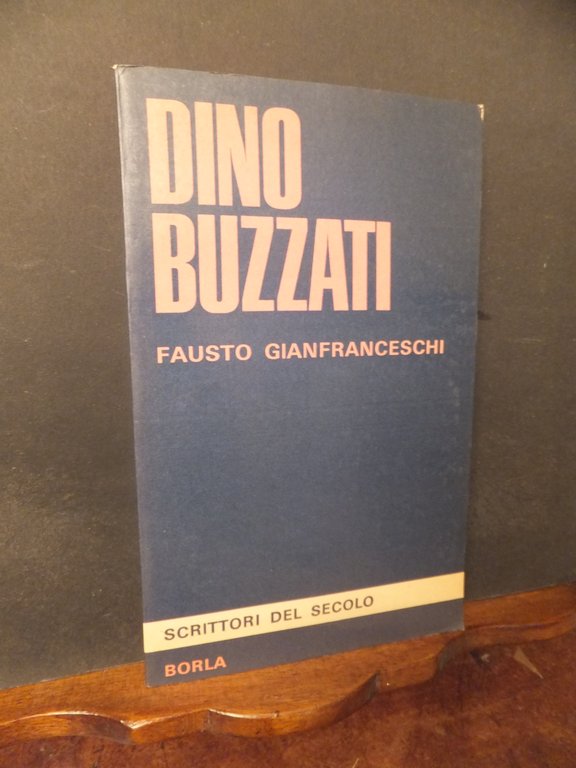 DINO
BUZZATI
FAUSTO GIANFRANCESCHI
SCRITTORI DEL SECOLO
BORLA